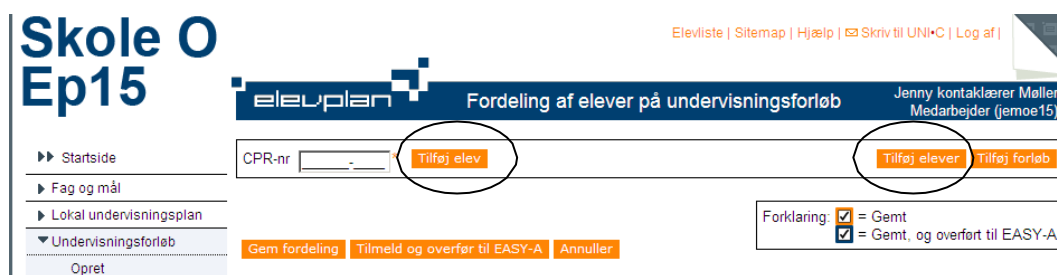 Skole O
Ep15
Elevliste | Sitemap | Hjælp | Skriv til UNI•C | Log af |
elevplan
Fordeling af elever på undervisningsforløb
Jenny kontaklærer Møller
Medarbejder (jemoe15)
Startside
Fag og mål
Lokal undervisningsplan
Undervisningsforløb
Opret
CPR-nr ______-____ * Tilføj elev
Tilføj elever Tilføj forløb
Forklaring: = Gemt
= Gemt, og overført til EASY-A
Gem fordeling Tilmeld og overfør til EASY-A Annuller